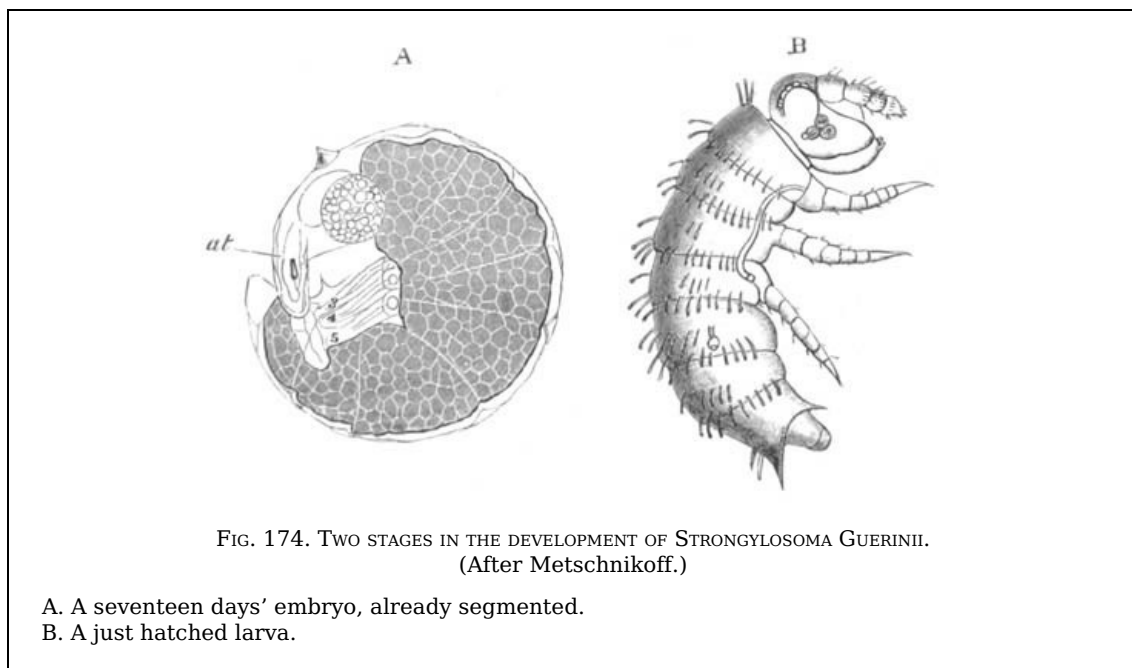 A
B
at
3
4
5
FIG. 174. TWO STAGES IN THE DEVELOPMENT OF STRONGYLOSOMA GUERINII.
(After Metschnikoff.)
A. A seventeen days’ embryo, already segmented.
B. A just hatched larva.